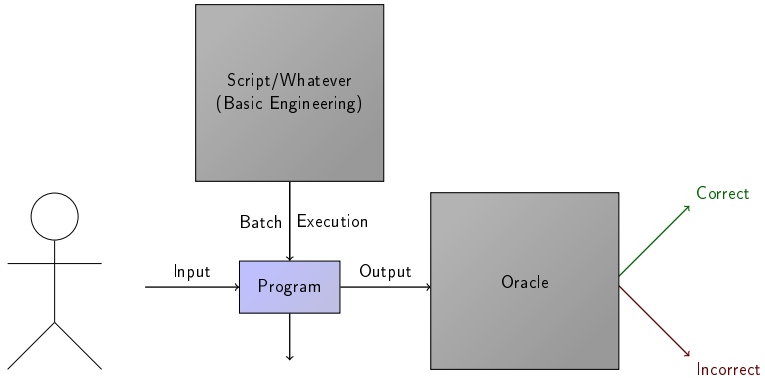 Script/Whatever
(Basic Engineering)
Batch Execution
Input
Program
Output
Oracle
Correct
Incorrect